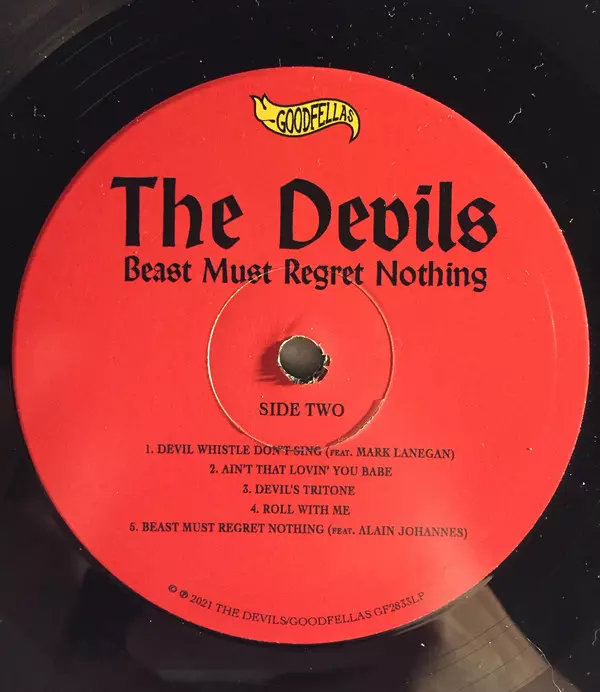 GOODFELLAS
The Devils
Beast Must Regret Nothing
SIDE TWO
1. DEVIL WHISTLE DON'T SING (FEAT. MARK LANEGAN)
2. AIN'T THAT LOVIN' YOU BABE
3. DEVIL'S TRITONE
4. ROLL WITH ME
5. BEAST MUST REGRET NOTHING (FEAT. ALAIN JOHANNES)
© ℗ 2021 THE DEVILS/GOODFELLAS GF2833LP